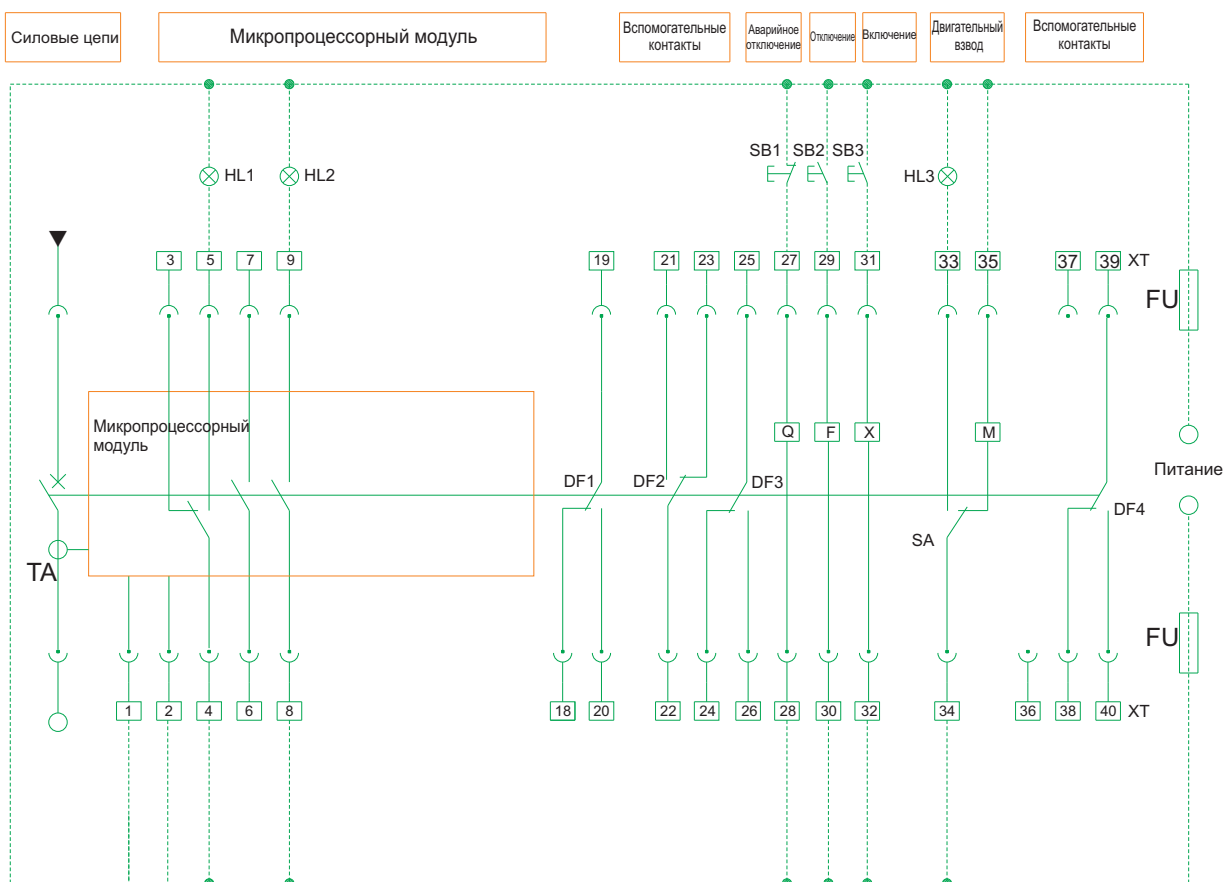 Силовые цепи
Микропроцессорный модуль
Вспомогательные
контакты
Аварийное
отключение
Отключение
Включение
Двигательный
взвод
Вспомогательные
контакты
SB1 SB2 SB3
HL1 HL2 HL3
3 5 7 9 19 21 23 25 27 29 31 33 35 37 39 XT
FU
Микропроцессорный
модуль
Q F X M
Питание
DF1 DF2 DF3
DF4
SA
TA
FU
1 2 4 6 8 18 20 22 24 26 28 30 32 34 36 38 40 XT